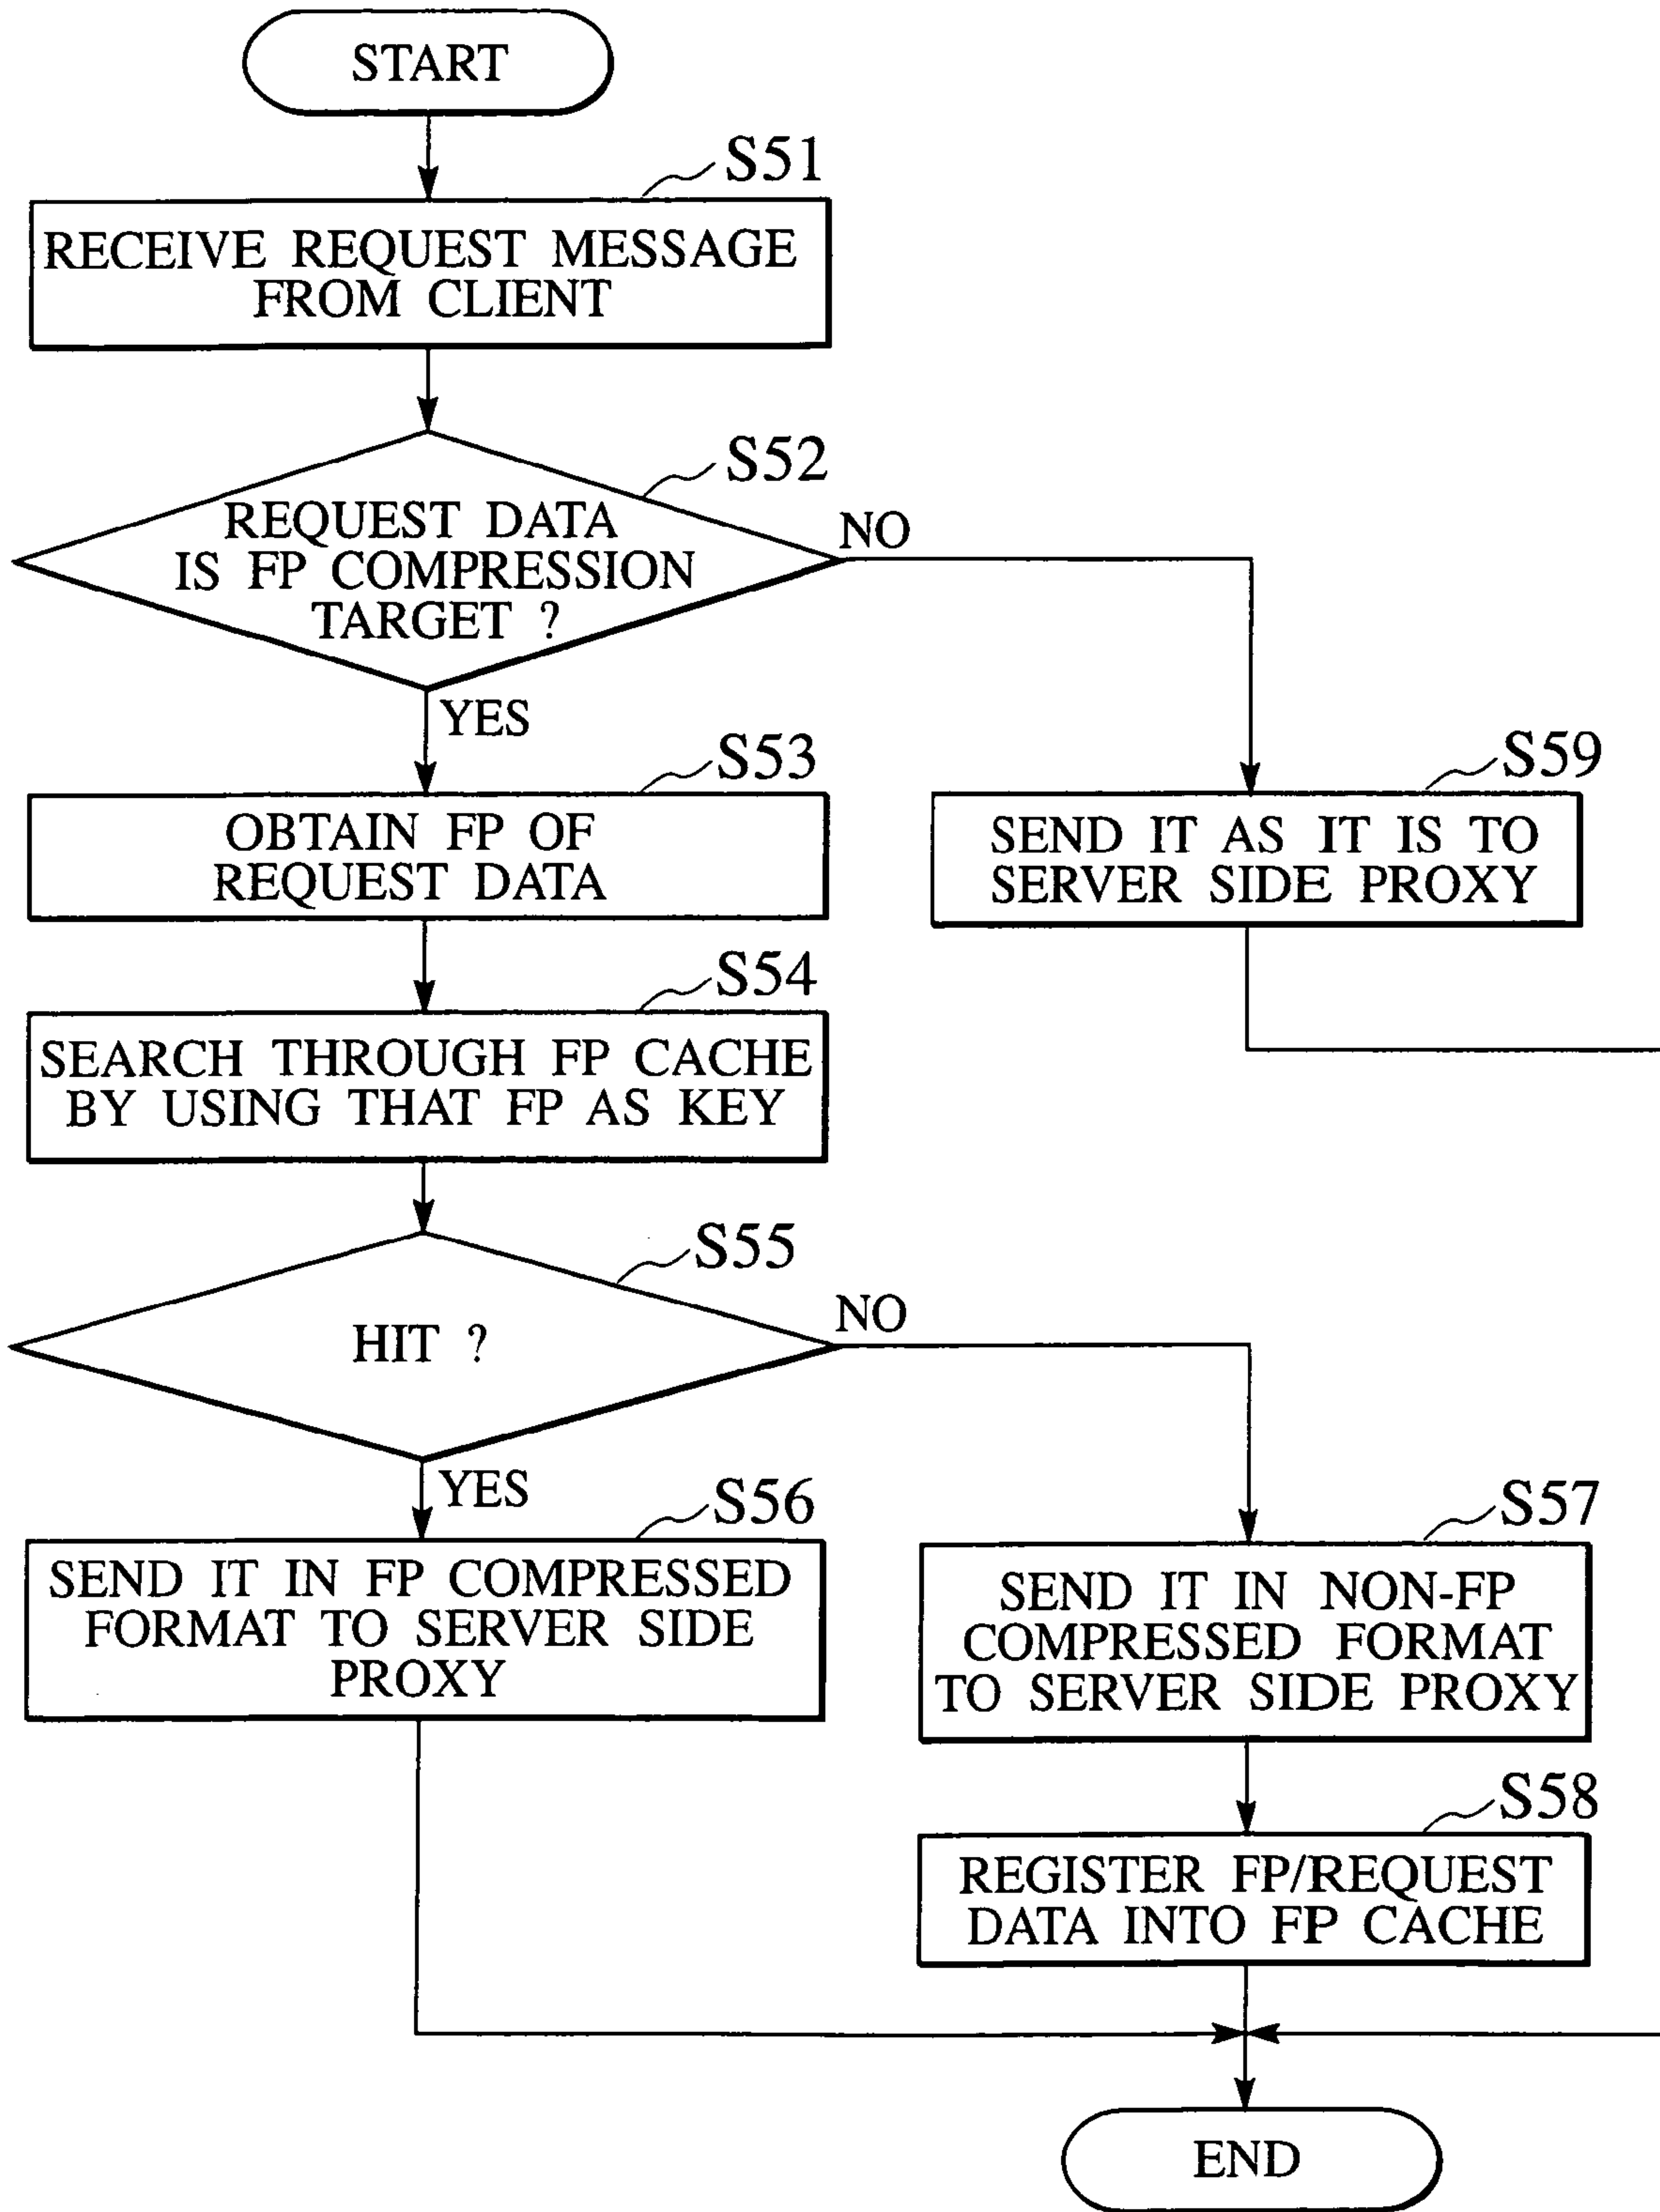 START
S51
RECEIVE REQUEST MESSAGE
FROM CLIENT
S52
REQUEST DATA
IS FP COMPRESSION
TARGET ?
NO
YES
S53
OBTAIN FP OF
REQUEST DATA
S59
SEND IT AS IT IS TO
SERVER SIDE PROXY
S54
SEARCH THROUGH FP CACHE
BY USING THAT FP AS KEY
S55
HIT ?
NO
YES
S56
SEND IT IN FP COMPRESSED
FORMAT TO SERVER SIDE
PROXY
S57
SEND IT IN NON-FP
COMPRESSED FORMAT
TO SERVER SIDE PROXY
S58
REGISTER FP/REQUEST
DATA INTO FP CACHE
END